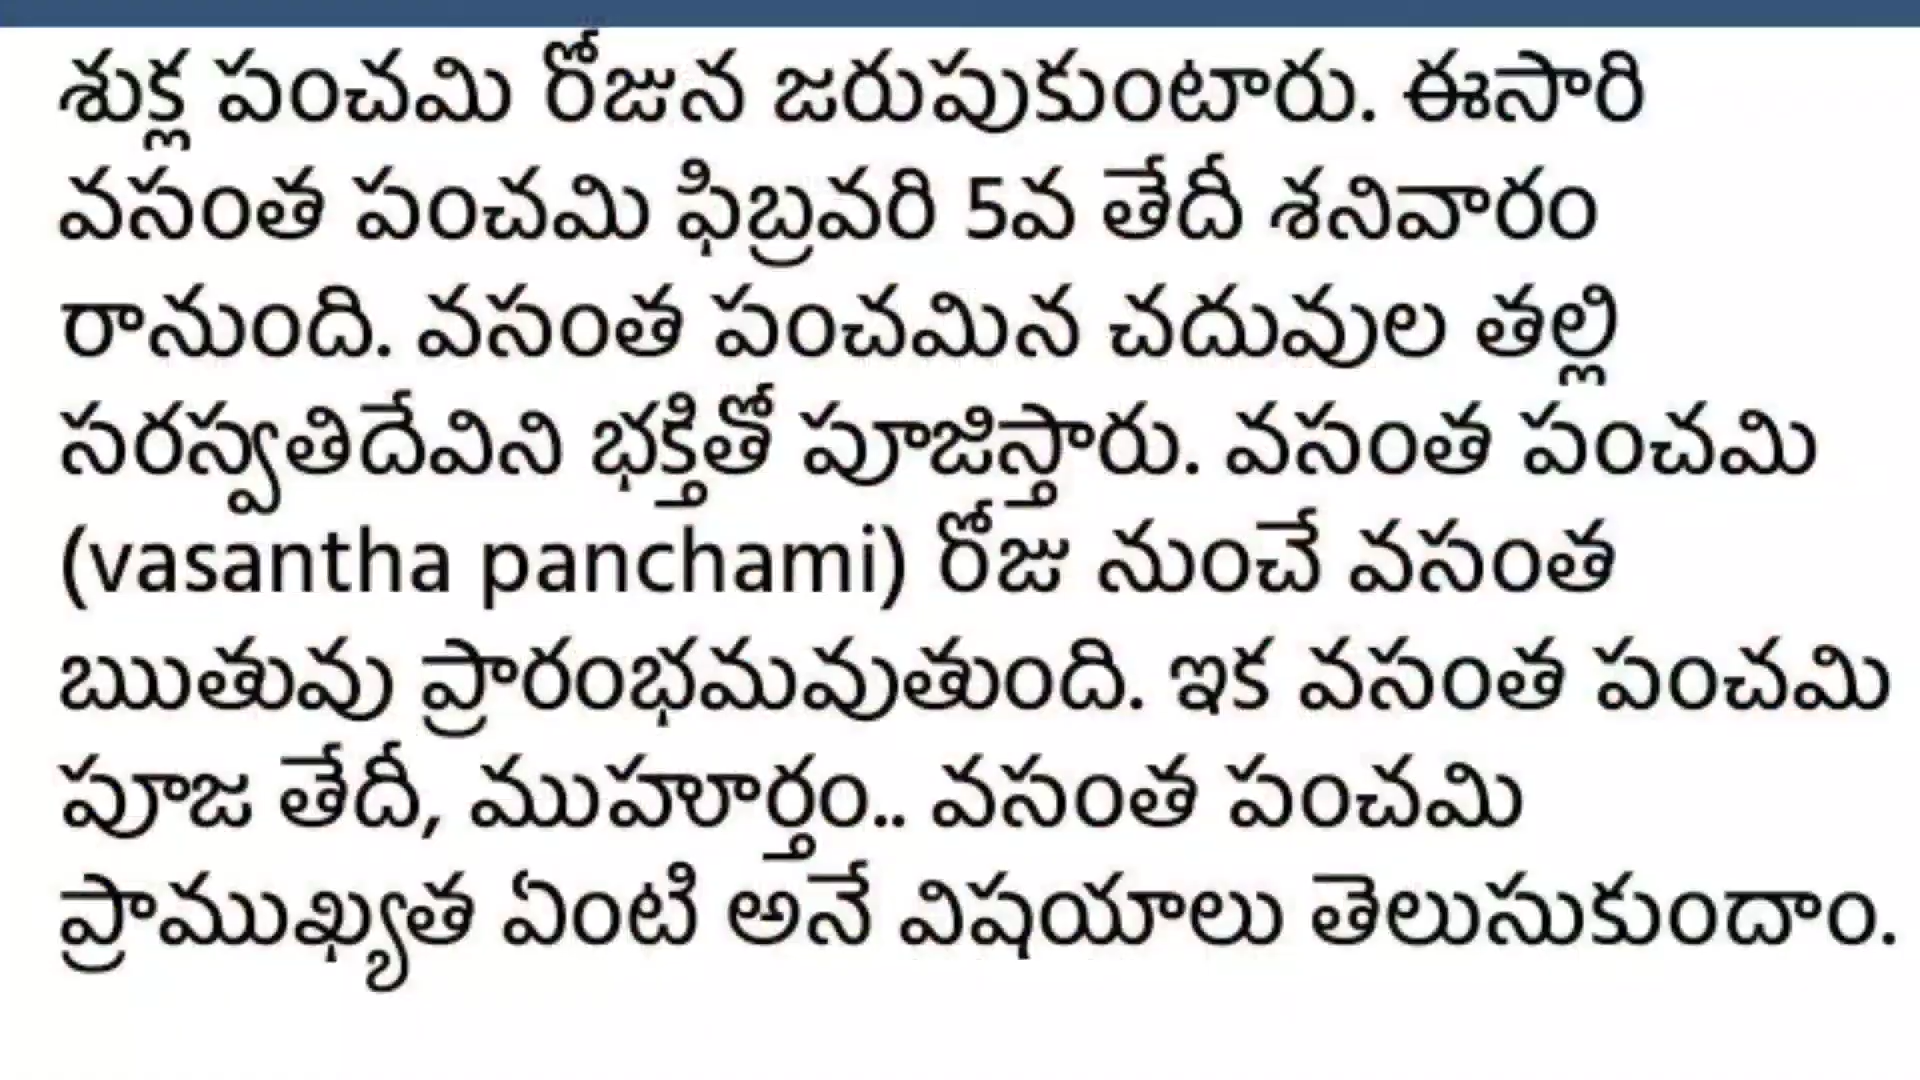 శుక్ల పంచమి రోజున జరుపుకుంటారు. ఈసారి
వసంత పంచమి ఫిబ్రవరి 5వ తేదీ శనివారం
రానుంది. వసంత పంచమిన చదువుల తల్లి
సరస్వతిదేవిని భక్తితో పూజిస్తారు. వసంత పంచమి
(vasantha panchami) రోజు నుంచే వసంత
ఋతువు ప్రారంభమవుతుంది. ఇక వసంత పంచమి
పూజ తేదీ, ముహూర్తం.. వసంత పంచమి
ప్రాముఖ్యత ఏంటి అనే విషయాలు తెలుసుకుందాం.